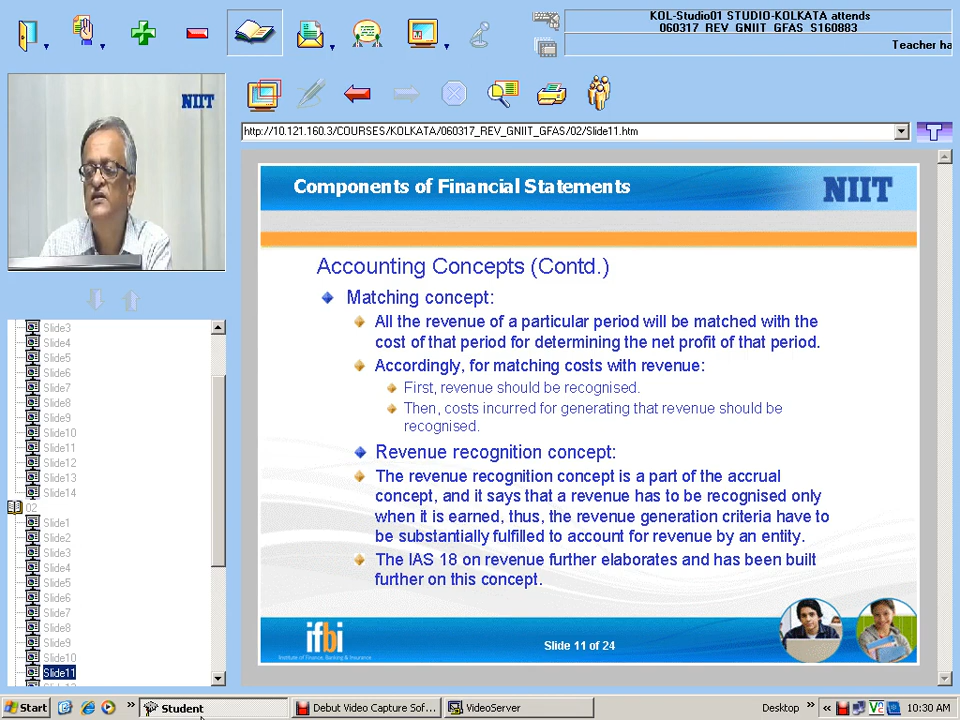 KOL-Studio01 STUDIO-KOLKATA attends
060317_REV_GNIIT_GFAS_S160883
Teacher ha
NIIT
http://10.121.160.3/COURSES/KOLKATA/060317_REV_GNIIT_GFAS/02/Slide11.htm
T
Components of Financial Statements
NIIT
Accounting Concepts (Contd.)
Matching concept:
All the revenue of a particular period will be matched with the
cost of that period for determining the net profit of that period.
Accordingly, for matching costs with revenue:
First, revenue should be recognised.
Then, costs incurred for generating that revenue should be
recognised.
Revenue recognition concept:
The revenue recognition concept is a part of the accrual
concept, and it says that a revenue has to be recognised only
when it is earned, thus, the revenue generation criteria have to
be substantially fulfilled to account for revenue by an entity.
The IAS 18 on revenue further elaborates and has been built
further on this concept.
ifbi
Institute of Finance, Banking & Insurance
Slide 11 of 24
Slide3
Slide4
Slide5
Slide6
Slide7
Slide8
Slide9
Slide10
Slide11
Slide12
Slide13
Slide14
02
Slide1
Slide2
Slide3
Slide4
Slide5
Slide6
Slide7
Slide8
Slide9
Slide10
Slide11
Start
Student
Debut Video Capture Sof...
VideoServer
Desktop
10:30 AM